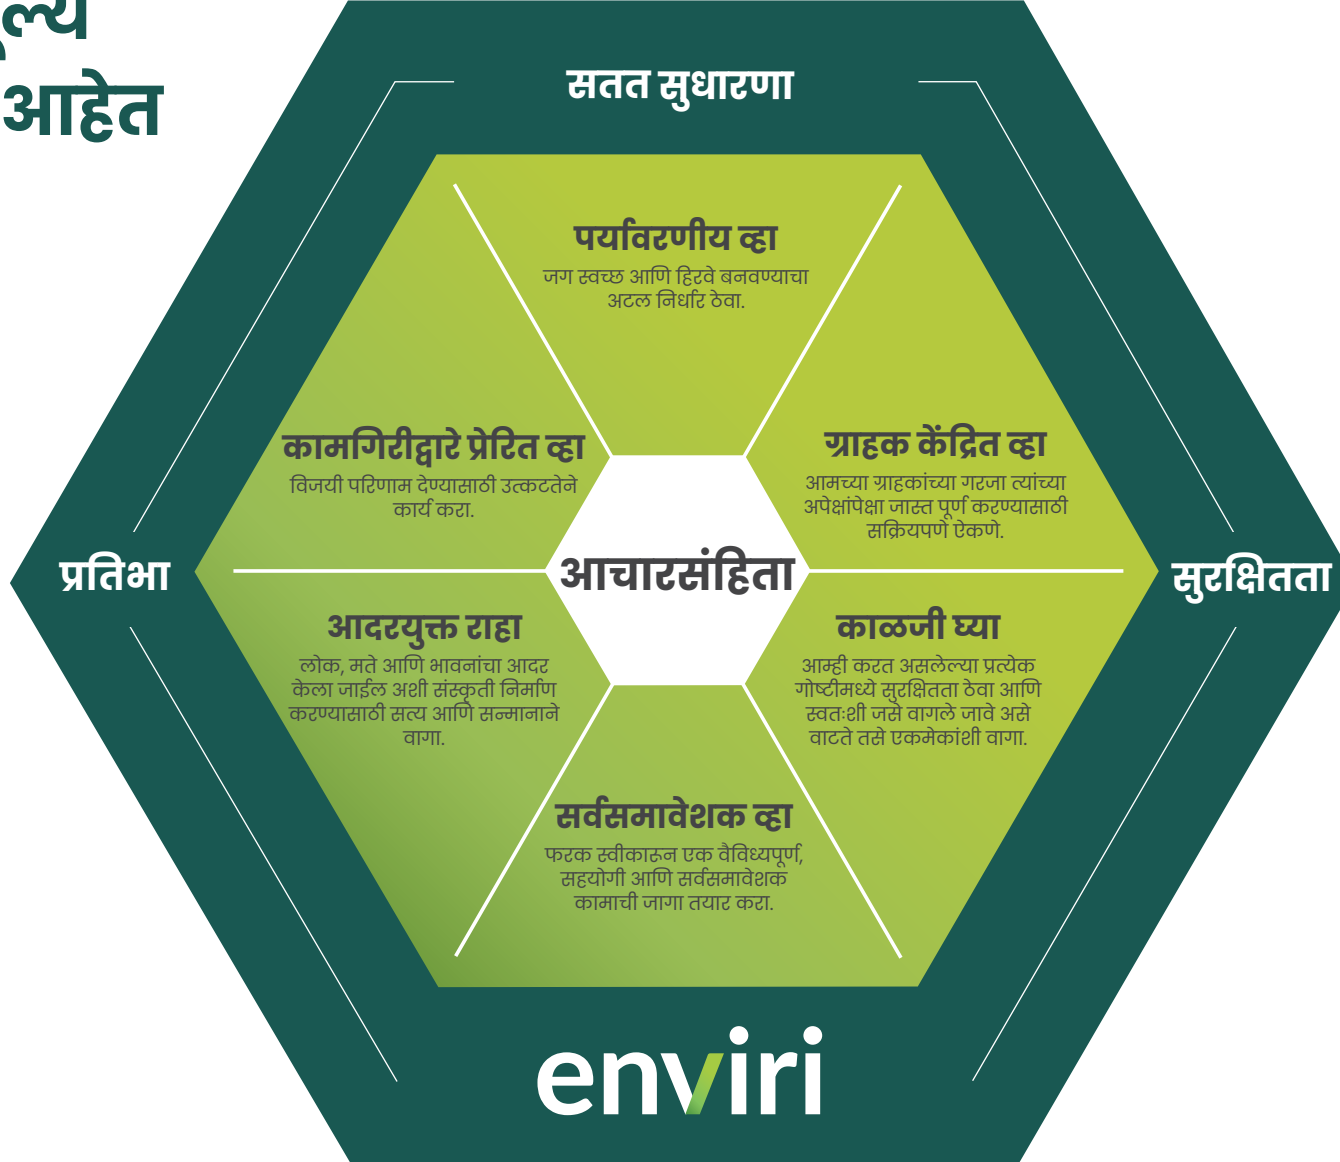 आहेत
सतत सुधारणा
पर्यावरणीय व्हा
जग स्वच्छ आणि हिरवे बनवण्याचा
अटल निर्धार ठेवा.
कामगिरीद्वारे प्रेरित व्हा
विजयी परिणाम देण्यासाठी उत्कटतेने
कार्य करा.
ग्राहक केंद्रित व्हा
आमच्या ग्राहकांच्या गरजा त्यांच्या
अपेक्षांपेक्षा जास्त पूर्ण करण्यासाठी
सक्रियपणे ऐकणे.
प्रतिभा
आचारसंहिता
सुरक्षितता
आदरयुक्त राहा
लोक, मते आणि भावनांचा आदर
केला जाईल अशी संस्कृती निर्माण
करण्यासाठी सत्य आणि सन्मानाने
वागा.
काळजी घ्या
आम्ही करत असलेल्या प्रत्येक
गोष्टीमध्ये सुरक्षितता ठेवा आणि
स्वतःशी जसे वागले जावे असे
वाटते तसे एकमेकांशी वागा.
सर्वसमावेशक व्हा
फरक स्वीकारून एक वैविध्यपूर्ण,
सहयोगी आणि सर्वसमावेशक
कामाची जागा तयार करा.
enviri